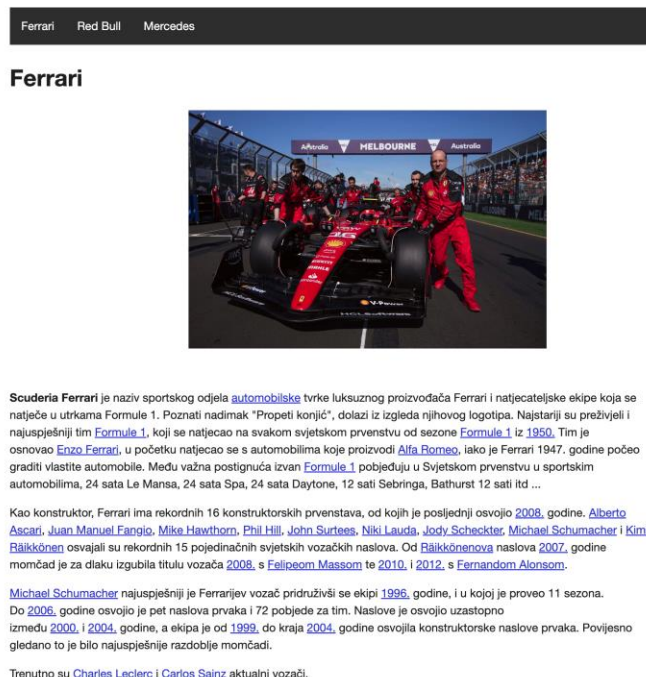 Ferrari Red Bull Mercedes
Ferrari
Australia MELBOURNE Australia
16
MAHLE
V-Power
HCLSoftware
Scuderia Ferrari je naziv sportskog odjela automobilske tvrke luksuznog proizvođača Ferrari i natjecateljske ekipe koja se
natječe u utrkama Formule 1. Poznati nadimak "Propeti konjić", dolazi iz izgleda njihovog logotipa. Najstariji su preživjeli i
najuspješniji tim Formule 1, koji se natjecao na svakom svjetskom prvenstvu od sezone Formule 1 iz 1950. Tim je
osnovao Enzo Ferrari, u početku natjecao se s automobilima koje proizvodi Alfa Romeo, iako je Ferrari 1947. godine počeo
graditi vlastite automobile. Među važna postignuća izvan Formule 1 pobjeđuju u Svjetskom prvenstvu u sportskim
automobilima, 24 sata Le Mansa, 24 sata Spa, 24 sata Daytone, 12 sati Sebringa, Bathurst 12 sati itd ...
Kao konstruktor, Ferrari ima rekordnih 16 konstruktorskih prvenstava, od kojih je posljednji osvojio 2008. godine. Alberto
Ascari, Juan Manuel Fangio, Mike Hawthorn, Phil Hill, John Surtees, Niki Lauda, Jody Scheckter, Michael Schumacher i Kimi
Räikkönen osvajali su rekordnih 15 pojedinačnih svjetskih vozačkih naslova. Od Räikkönenova naslova 2007. godine
momčad je za dlaku izgubila titulu vozača 2008. s Felipeom Massom te 2010. i 2012. s Fernandom Alonsom.
Michael Schumacher najuspješniji je Ferrarijev vozač pridruživši se ekipi 1996. godine, i u kojoj je proveo 11 sezona.
Do 2006. godine osvojio je pet naslova prvaka i 72 pobjede za tim. Naslove je osvojio uzastopno
između 2000. i 2004. godine, a ekipa je od 1999. do kraja 2004. godine osvojila konstruktorske naslove prvaka. Povijesno
gledano to je bilo najuspješnije razdoblje momčadi.
Trenutno su Charles Leclerc i Carlos Sainz aktualni vozači.